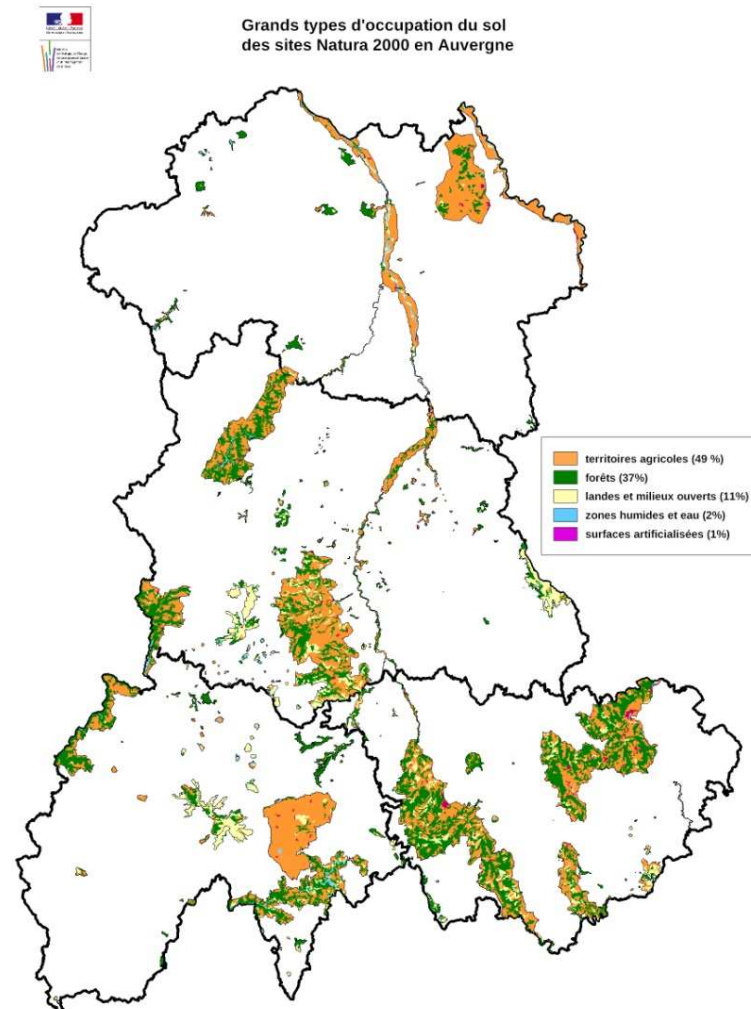 Grands types d'occupation du sol
des sites Natura 2000 en Auvergne
territoires agricoles (49 %)
forêts (37%)
landes et milieux ouverts (11%)
zones humides et eau (2%)
surfaces artificialisées (1%)